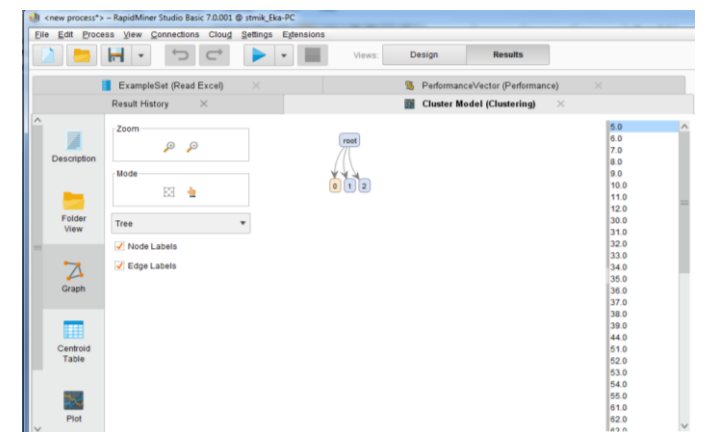 <new process*> – RapidMiner Studio Basic 7.0.001 @ stmik_Eka-PC
File Edit Process View Connections Cloud Settings Extensions
Views: Design Results
ExampleSet (Read Excel) PerformanceVector (Performance)
Result History Cluster Model (Clustering)
Description
Folder View
Graph
Centroid Table
Plot
Zoom
Mode
Tree
Node Labels
Edge Labels
root
0 1 2
5.0
6.0
7.0
8.0
9.0
10.0
11.0
12.0
30.0
31.0
32.0
33.0
34.0
35.0
36.0
37.0
38.0
39.0
44.0
51.0
52.0
53.0
54.0
55.0
61.0
62.0
63.0